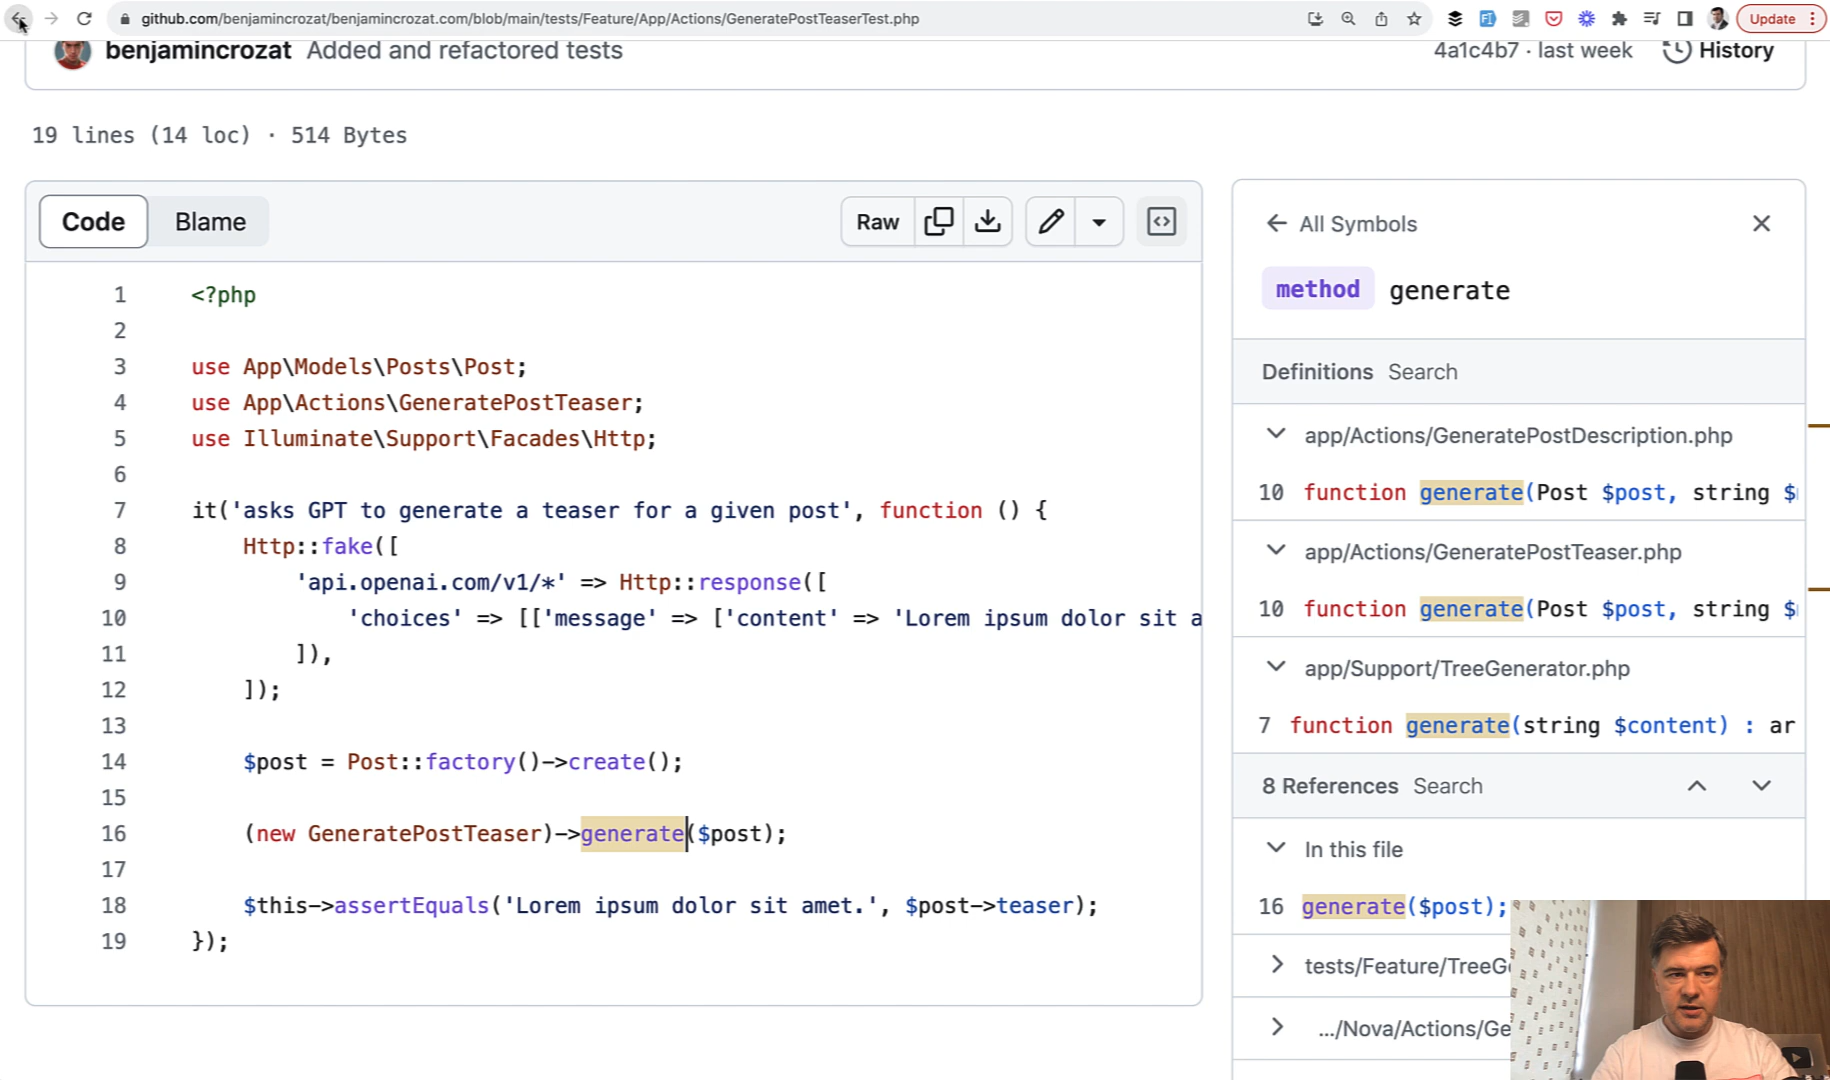 github.com/benjamincrozat/benjamincrozat.com/blob/main/tests/Feature/App/Actions/GeneratePostTeaserTest.php
Update
benjamincrozat Added and refactored tests
4a1c4b7 · last week
History
19 lines (14 loc) · 514 Bytes
Code
Blame
Raw
1 <?php
2
3 use App\Models\Posts\Post;
4 use App\Actions\GeneratePostTeaser;
5 use Illuminate\Support\Facades\Http;
6
7 it('asks GPT to generate a teaser for a given post', function () {
8 Http::fake([
9 'api.openai.com/v1/*' => Http::response([
10 'choices' => [['message' => ['content' => 'Lorem ipsum dolor sit a
11 ]),
12 ]);
13
14 $post = Post::factory()->create();
15
16 (new GeneratePostTeaser)->generate($post);
17
18 $this->assertEquals('Lorem ipsum dolor sit amet.', $post->teaser);
19 });
All Symbols
method generate
Definitions Search
app/Actions/GeneratePostDescription.php
10 function generate(Post $post, string $
app/Actions/GeneratePostTeaser.php
10 function generate(Post $post, string $
app/Support/TreeGenerator.php
7 function generate(string $content) : ar
8 References Search
In this file
16 generate($post);
tests/Feature/TreeG
.../Nova/Actions/Ge